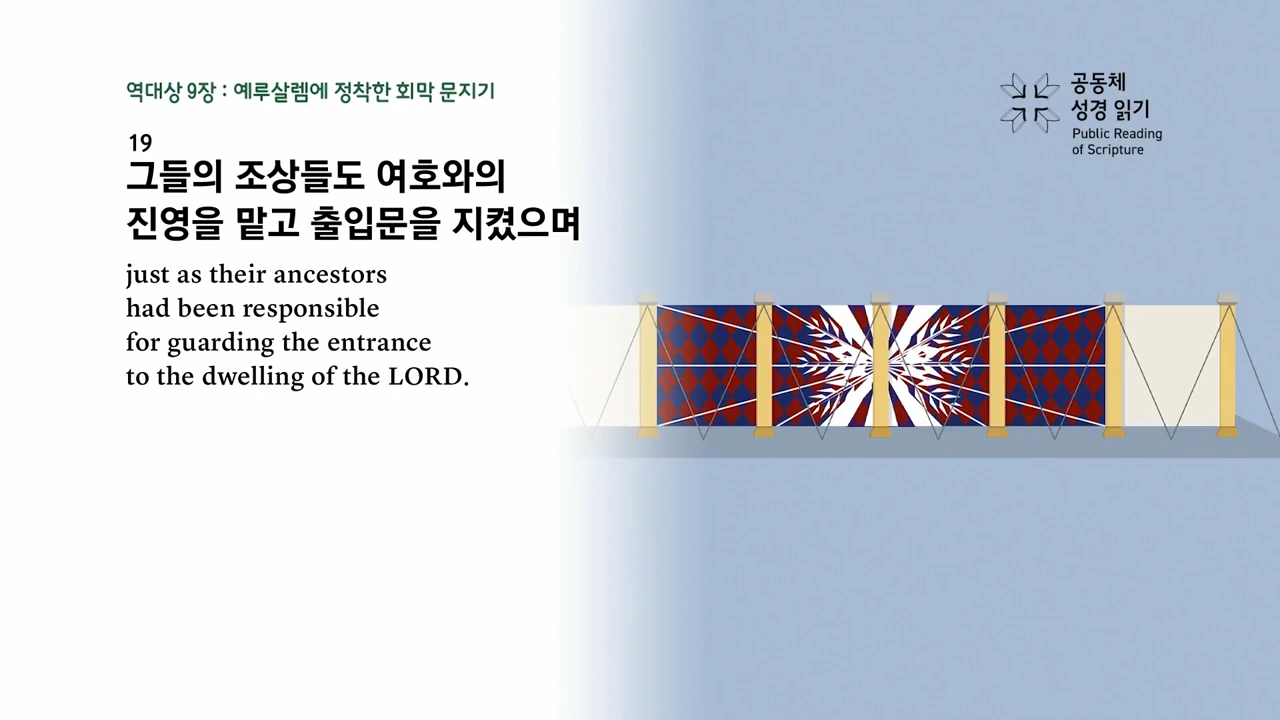 역대상 9장 : 예루살렘에 정착한 회막 문지기
19
그들의 조상들도 여호와의
진영을 맡고 출입문을 지켰으며
just as their ancestors
had been responsible
for guarding the entrance
to the dwelling of the LORD.
공동체
성경 읽기
Public Reading
of Scripture